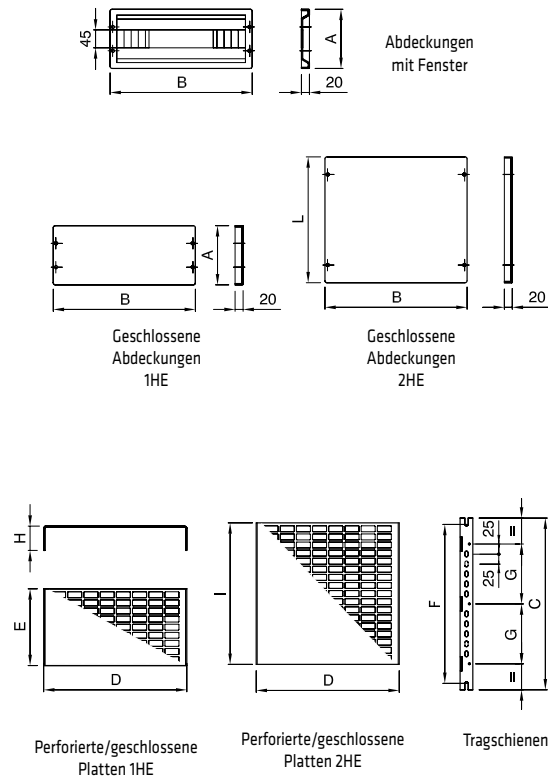 45
B
A
20
Abdeckungen
mit Fenster
A
B
20
Geschlossene
Abdeckungen
1HE
L
B
20
Geschlossene
Abdeckungen
2HE
H
E
D
Perforierte/geschlossene
Platten 1HE
I
D
Perforierte/geschlossene
Platten 2HE
F
25
25
=
G
G
=
C
Tragschienen